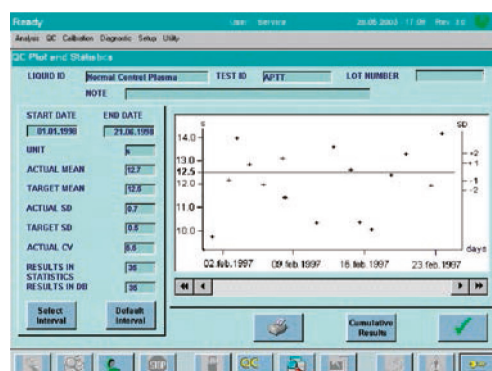 Ready User: Service 26.06.2003 17:09 Rev. 3.0
Analysis QC Calibration Diagnostic Setup Utility
QC Plot and Statistics
LIQUID ID Normal Control Plasma TEST ID APTT LOT NUMBER
NOTE
START DATE END DATE
01.01.1998 21.06.1998
UNIT s
ACTUAL MEAN 12.7
TARGET MEAN 12.5
ACTUAL SD 0.7
TARGET SD
ACTUAL CV
RESULTS IN STATISTICS 35
RESULTS IN DB 35
Select Interval
Default Interval
s SD
14.0
13.0 +2
12.5 +1
12.0 -1
11.0 -2
10.0
days
02 feb.1997 09 feb.1997 16 feb.1997 23 feb.1997
Cumulative Results
STOP
QC